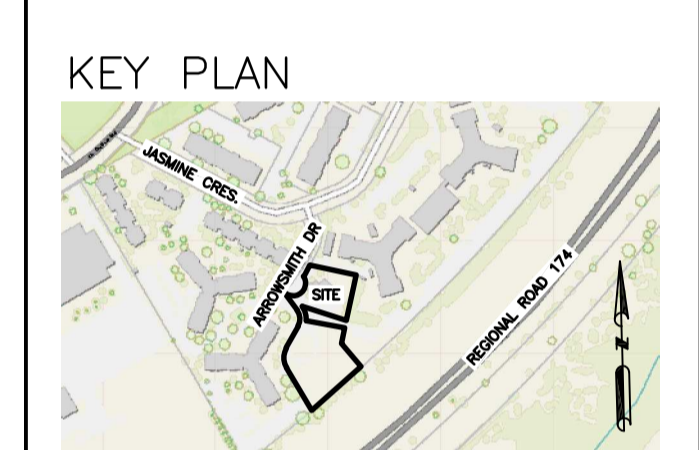 KEY PLAN
JASMINE CRES.
ARROWSMITH DR
SITE
REGIONAL ROAD 174
N